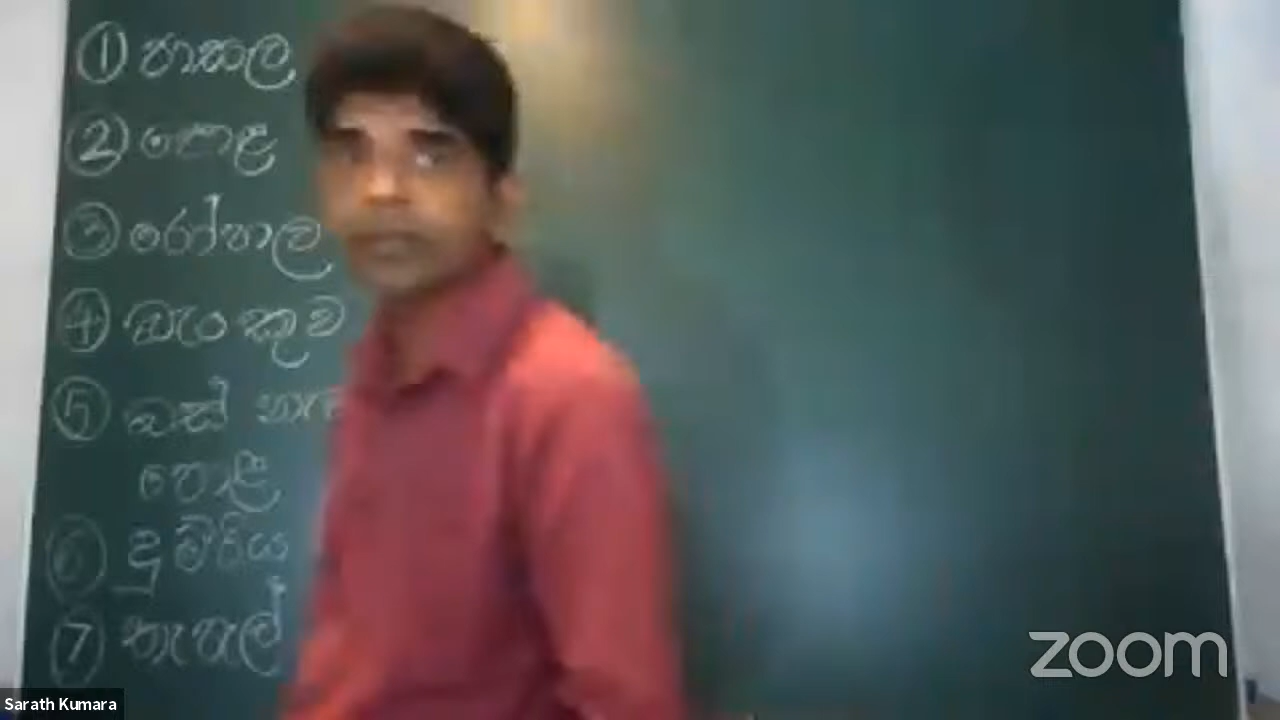 ① පාසල
② පොළ
③ රෝහල
④ බැංකුව
⑤ බස් නැව
පොළ
⑥ දුම්රිය
⑦ තැපැල්
zoom
Sarath Kumara